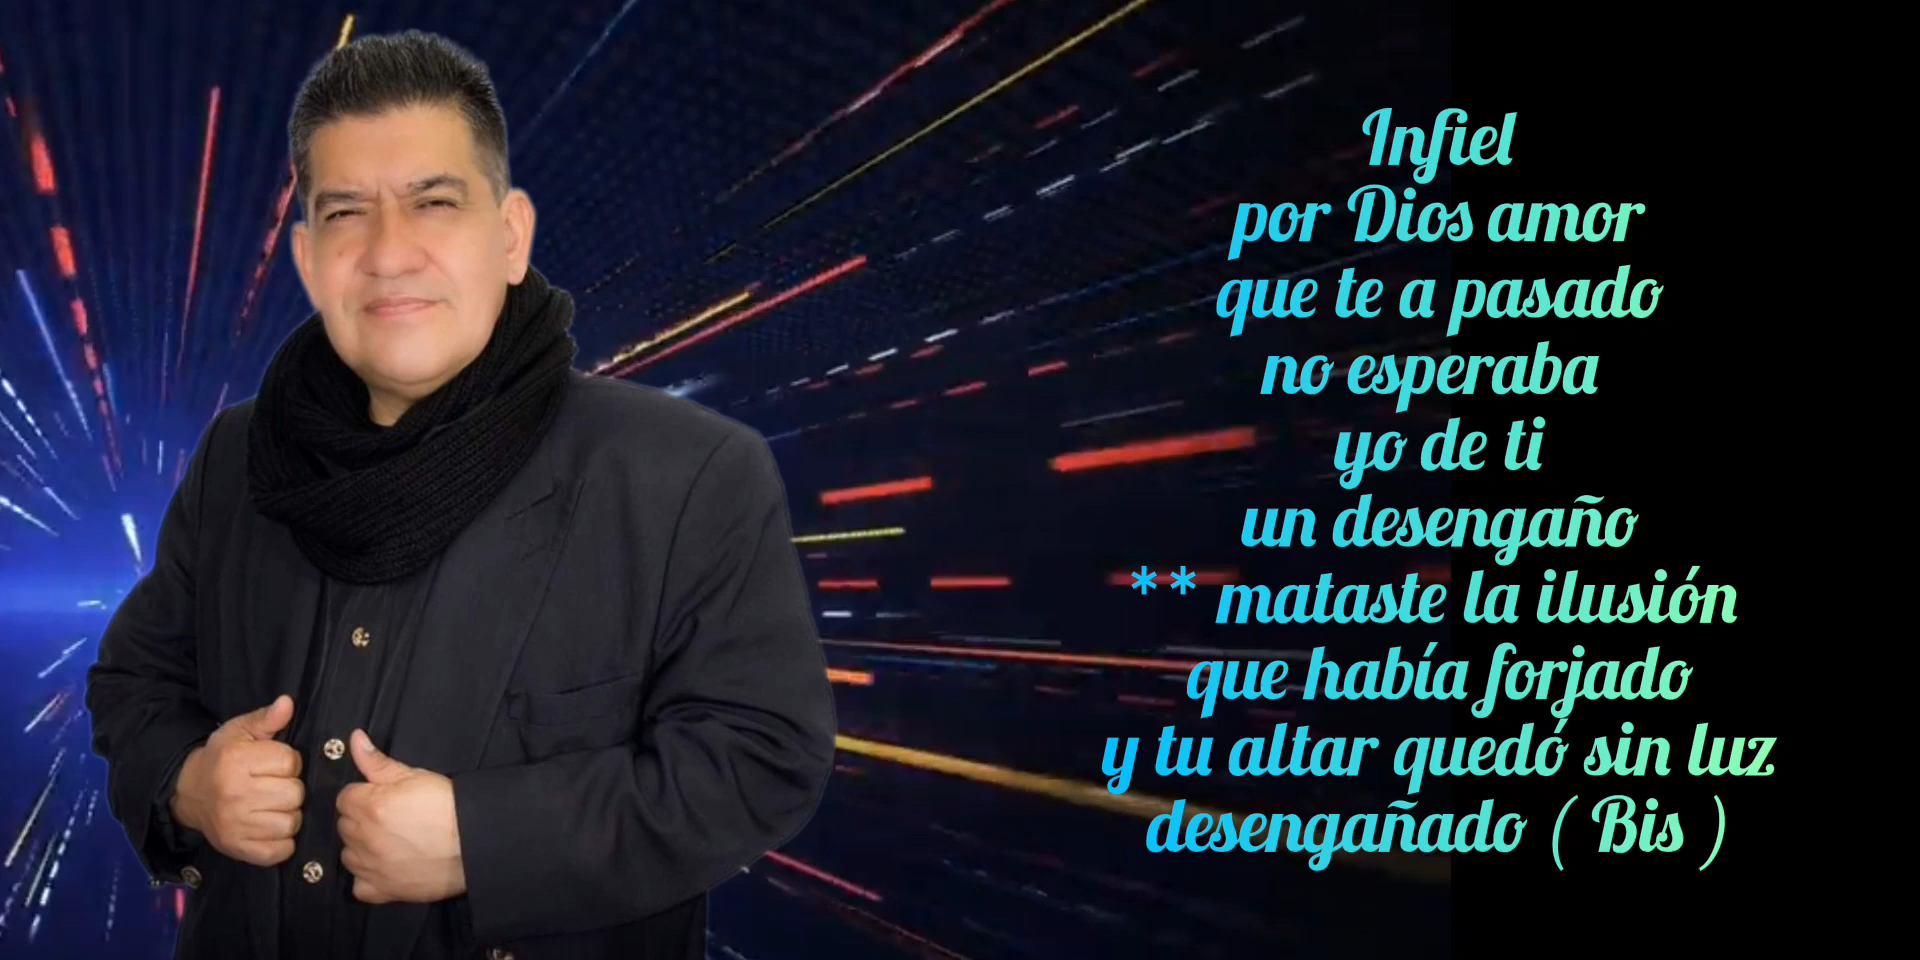 Infiel
por Dios amor
que te a pasado
no esperaba
yo de ti
un desengaño
** mataste la ilusión
que había forjado
y tu altar quedó sin luz
desengañado ( Bis )